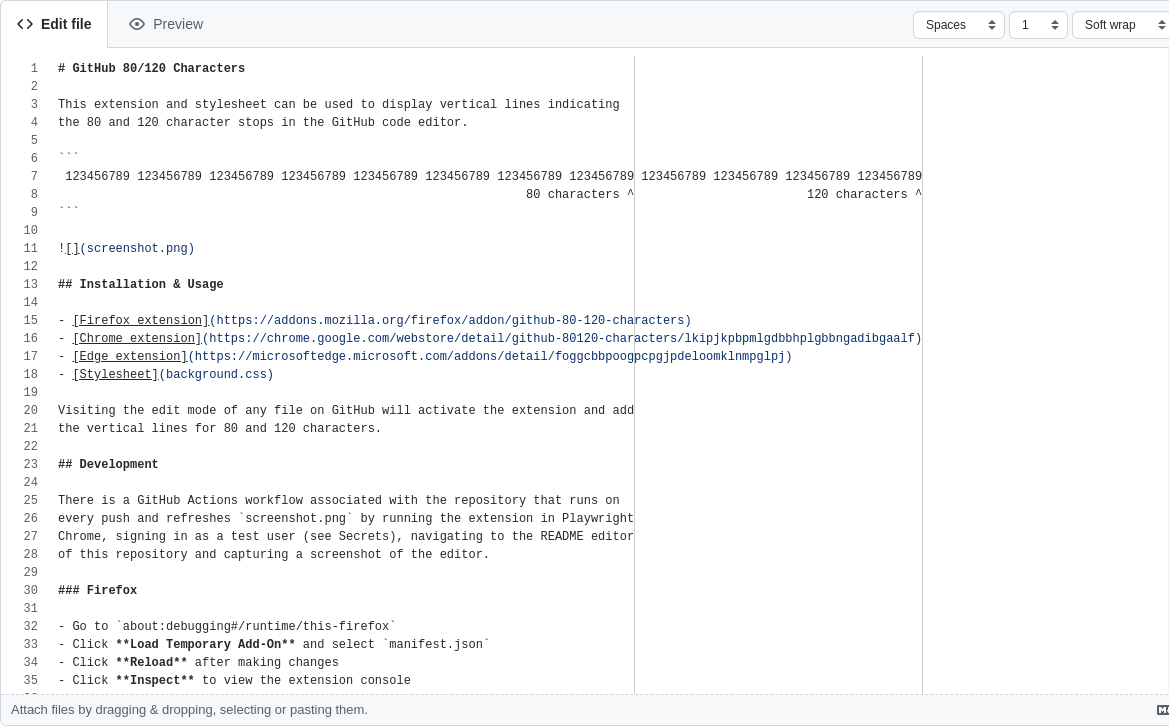 Edit file Preview Spaces 1 Soft wrap
1 # GitHub 80/120 Characters
2
3 This extension and stylesheet can be used to display vertical lines indicating
4 the 80 and 120 character stops in the GitHub code editor.
5
6 ```
7  123456789 123456789 123456789 123456789 123456789 123456789 123456789 123456789 123456789 123456789 123456789 123456789
8                                                                  80 characters ^                        120 characters ^
9 ```
10
11 ![](screenshot.png)
12
13 ## Installation & Usage
14
15 - [Firefox extension](https://addons.mozilla.org/firefox/addon/github-80-120-characters)
16 - [Chrome extension](https://chrome.google.com/webstore/detail/github-80120-characters/lkipjkpbpmlgdbbhplgbbngadibgaalf)
17 - [Edge extension](https://microsoftedge.microsoft.com/addons/detail/foggcbbpoogpcpgjpdeloomklnmpglpj)
18 - [Stylesheet](background.css)
19
20 Visiting the edit mode of any file on GitHub will activate the extension and add
21 the vertical lines for 80 and 120 characters.
22
23 ## Development
24
25 There is a GitHub Actions workflow associated with the repository that runs on
26 every push and refreshes `screenshot.png` by running the extension in Playwright
27 Chrome, signing in as a test user (see Secrets), navigating to the README editor
28 of this repository and capturing a screenshot of the editor.
29
30 ### Firefox
31
32 - Go to `about:debugging#/runtime/this-firefox`
33 - Click **Load Temporary Add-On** and select `manifest.json`
34 - Click **Reload** after making changes
35 - Click **Inspect** to view the extension console
Attach files by dragging & dropping, selecting or pasting them.